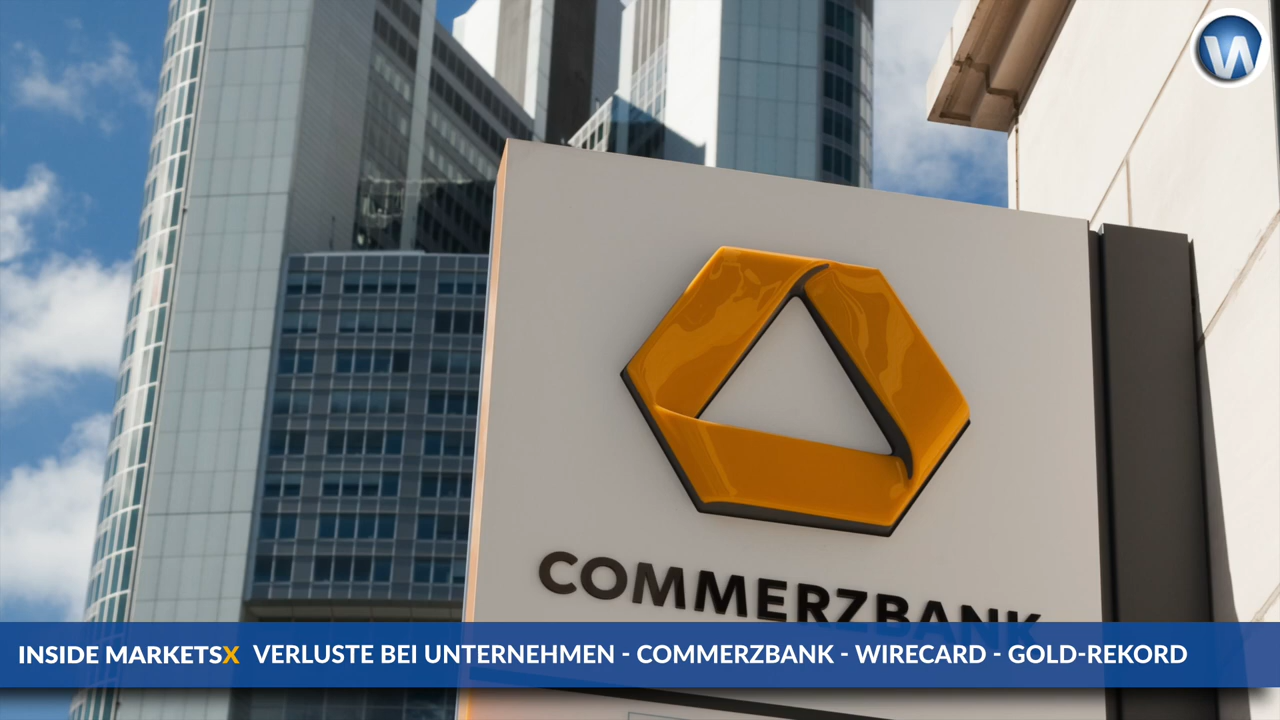 W
COMMERZBANK
INSIDE MARKETSX VERLUSTE BEI UNTERNEHMEN - COMMERZBANK - WIRECARD - GOLD-REKORD